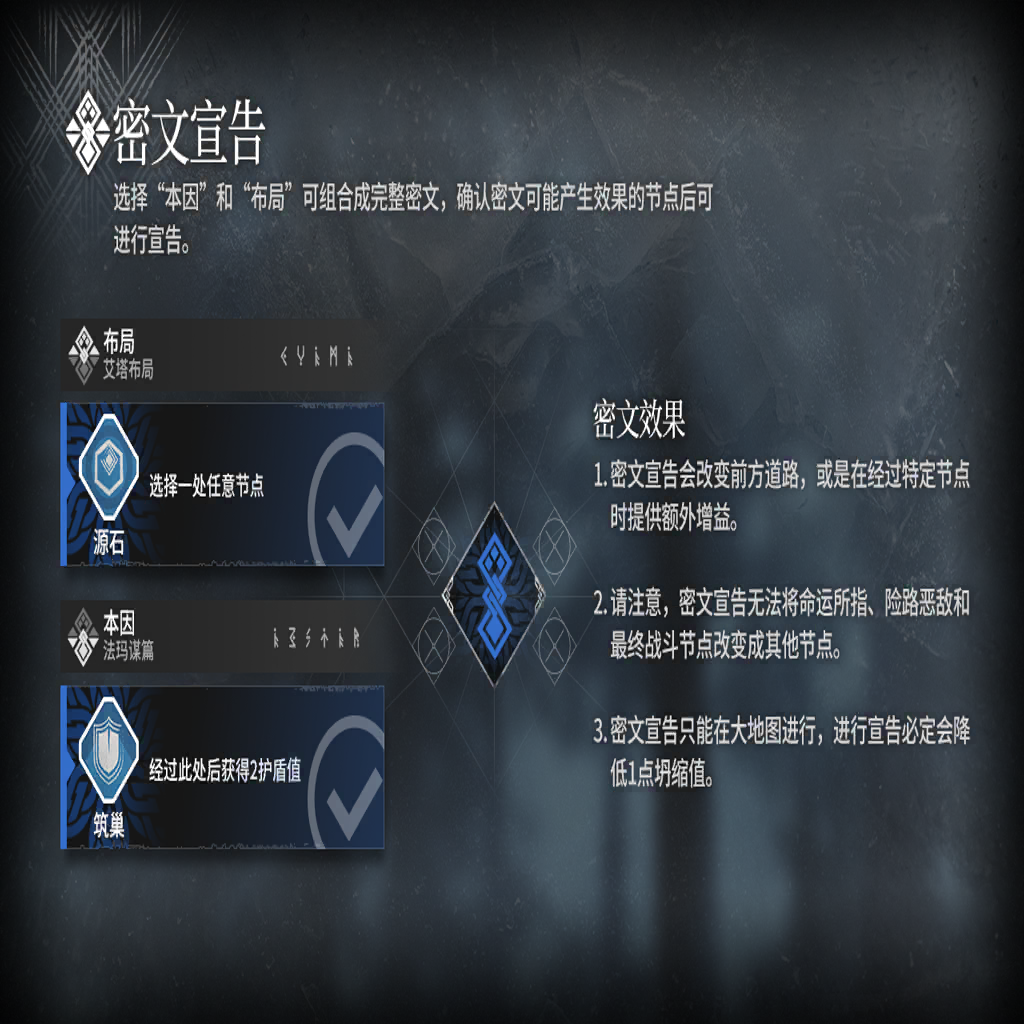 密文宣告
选择“本因”和“布局”可组合成完整密文，确认密文可能产生效果的节点后可
进行宣告。
布局
艾塔布局
选择一处任意节点
源石
本因
法玛谋篇
经过此处后获得2护盾值
筑巢
密文效果
1.密文宣告会改变前方道路，或是在经过特定节点
时提供额外增益。
2.请注意，密文宣告无法将命运所指、险路恶敌和
最终战斗节点改变成其他节点。
3.密文宣告只能在大地图进行，进行宣告必定会降
低1点坍缩值。